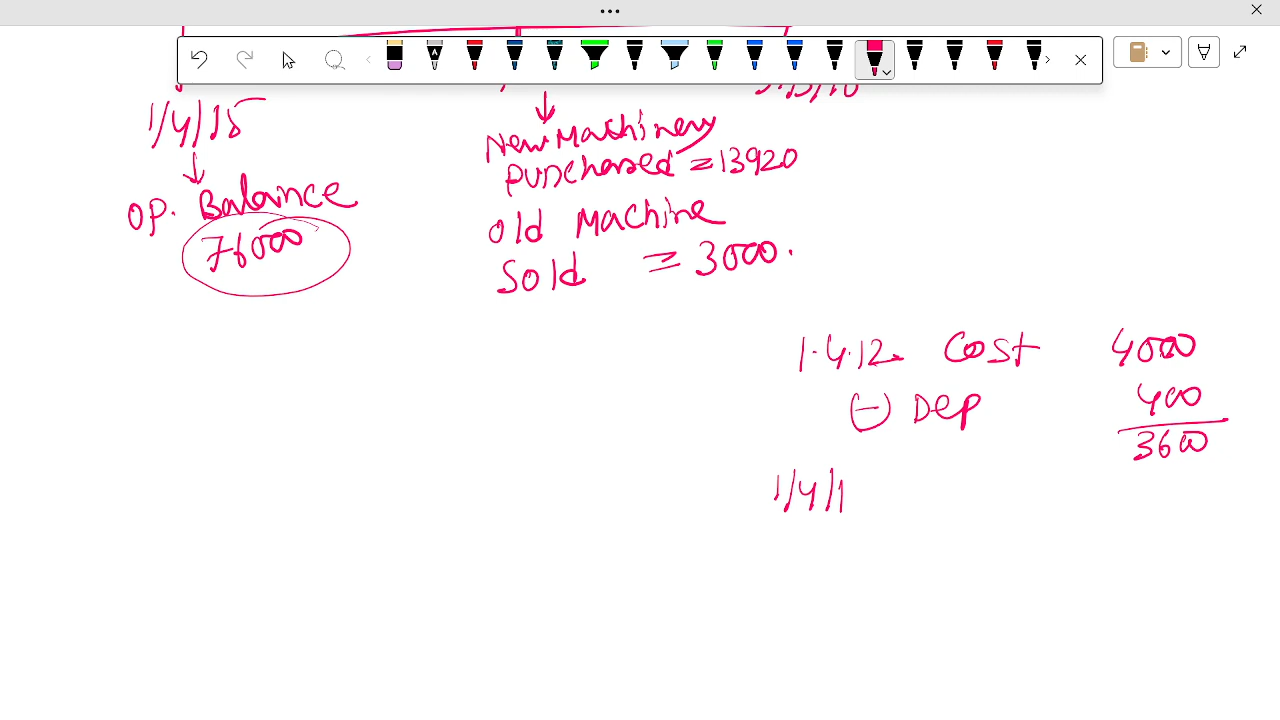 1/4/15
OP. Balance
76000
New Machinery
purchased = 13920
Old Machine
Sold = 3000.
1.4.12 Cost 4000
(-) Dep 400
3600
1/4/1